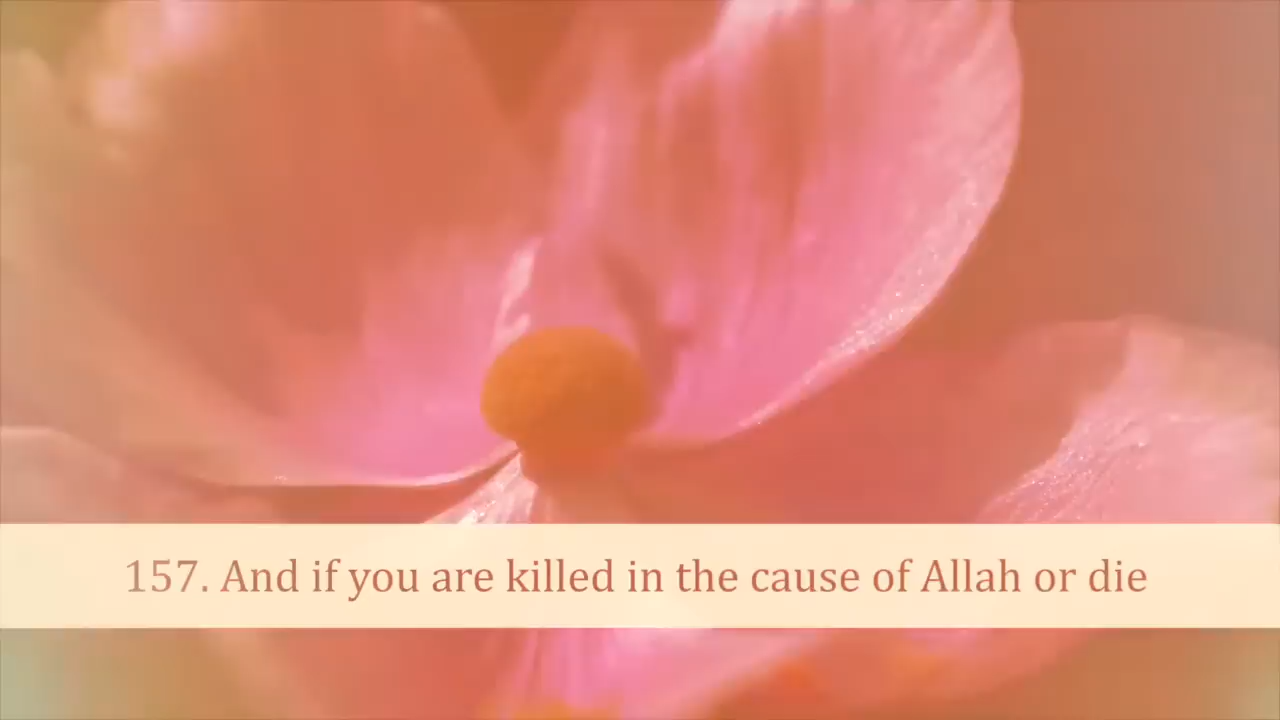 157. And if you are killed in the cause of Allah or die